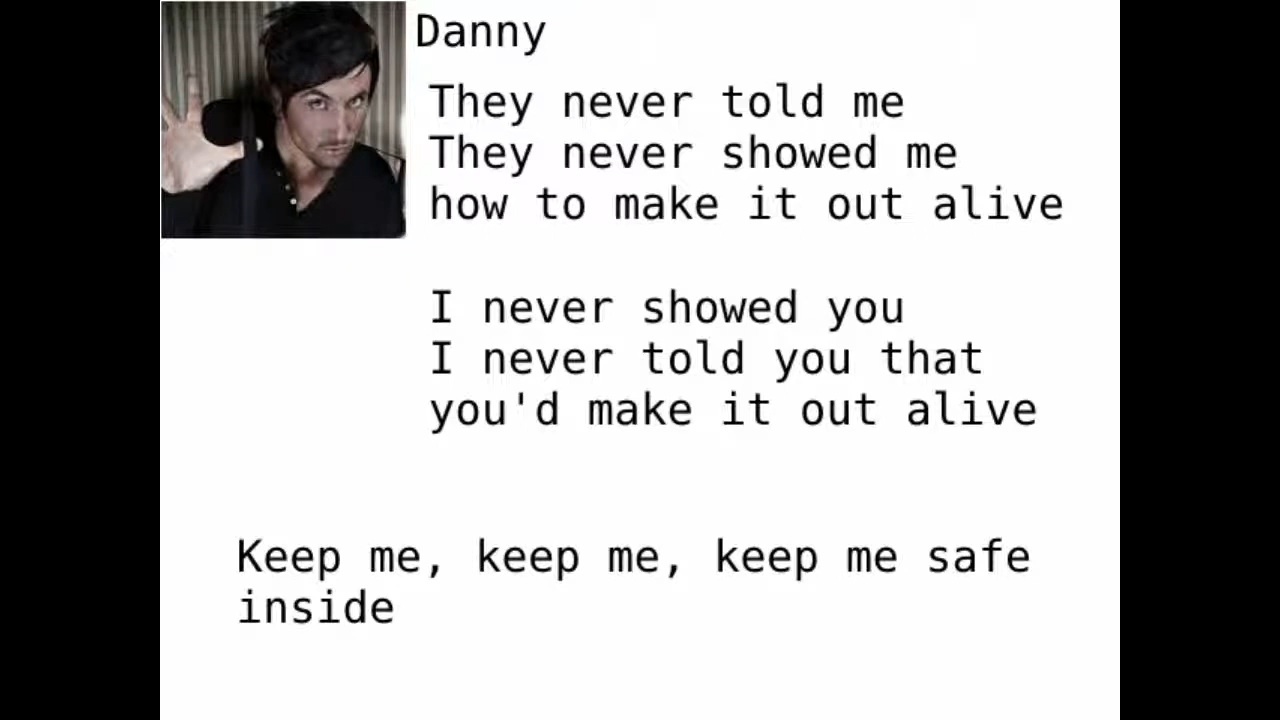 Danny
They never told me
They never showed me
how to make it out alive
I never showed you
I never told you that
you'd make it out alive
Keep me, keep me, keep me safe
inside